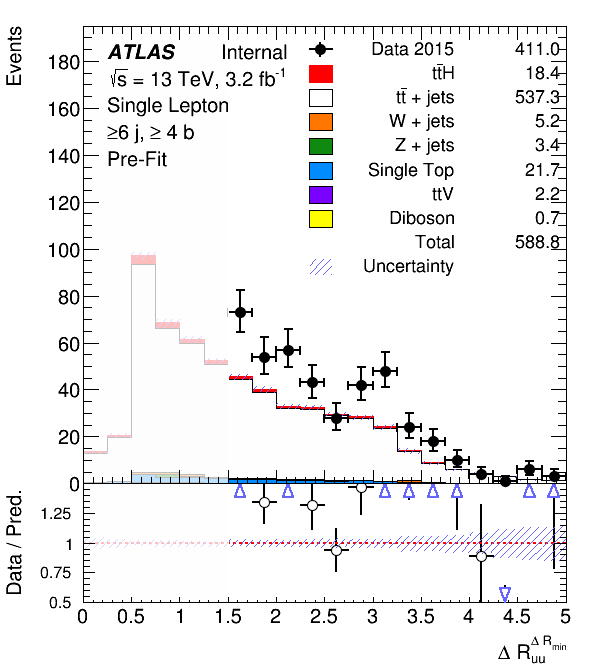 Events
ATLAS Internal
√s = 13 TeV, 3.2 fb⁻¹
Single Lepton
≥6 j, ≥ 4 b
Pre-Fit
Data 2015 411.0
tt̄H 18.4
tt̄ + jets 537.3
W + jets 5.2
Z + jets 3.4
Single Top 21.7
ttV 2.2
Diboson 0.7
Total 588.8
Uncertainty
180
160
140
120
100
80
60
40
20
0
Data / Pred.
1.25
1
0.75
0.5
0 0.5 1 1.5 2 2.5 3 3.5 4 4.5 5
Δ R_uu^Δ R_min